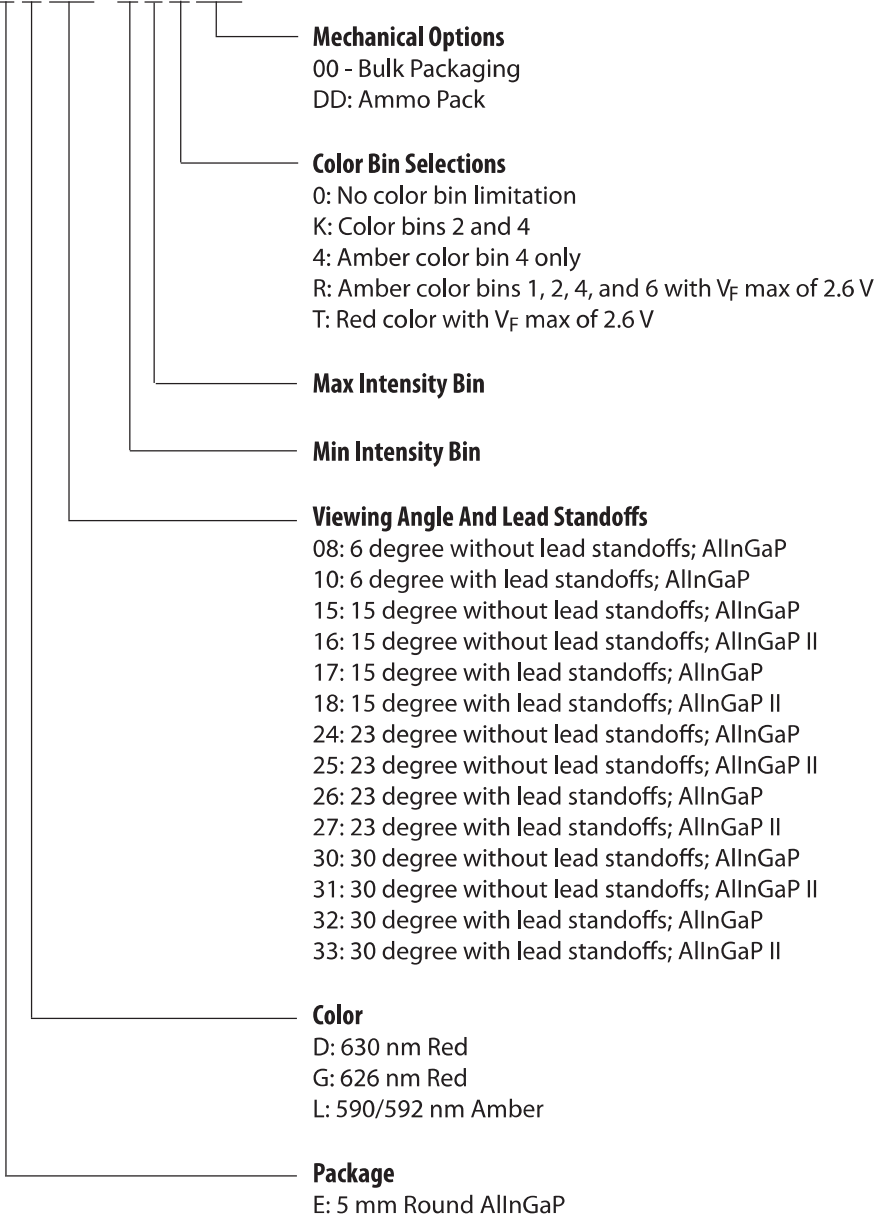 Mechanical Options
00 - Bulk Packaging
DD: Ammo Pack
Color Bin Selections
0: No color bin limitation
K: Color bins 2 and 4
4: Amber color bin 4 only
R: Amber color bins 1, 2, 4, and 6 with VF max of 2.6 V
T: Red color with VF max of 2.6 V
Max Intensity Bin
Min Intensity Bin
Viewing Angle And Lead Standoffs
08: 6 degree without lead standoffs; AlInGaP
10: 6 degree with lead standoffs; AlInGaP
15: 15 degree without lead standoffs; AlInGaP
16: 15 degree without lead standoffs; AlInGaP II
17: 15 degree with lead standoffs; AlInGaP
18: 15 degree with lead standoffs; AlInGaP II
24: 23 degree without lead standoffs; AlInGaP
25: 23 degree without lead standoffs; AlInGaP II
26: 23 degree with lead standoffs; AlInGaP
27: 23 degree with lead standoffs; AlInGaP II
30: 30 degree without lead standoffs; AlInGaP
31: 30 degree without lead standoffs; AlInGaP II
32: 30 degree with lead standoffs; AlInGaP
33: 30 degree with lead standoffs; AlInGaP II
Color
D: 630 nm Red
G: 626 nm Red
L: 590/592 nm Amber
Package
E: 5 mm Round AlInGaP